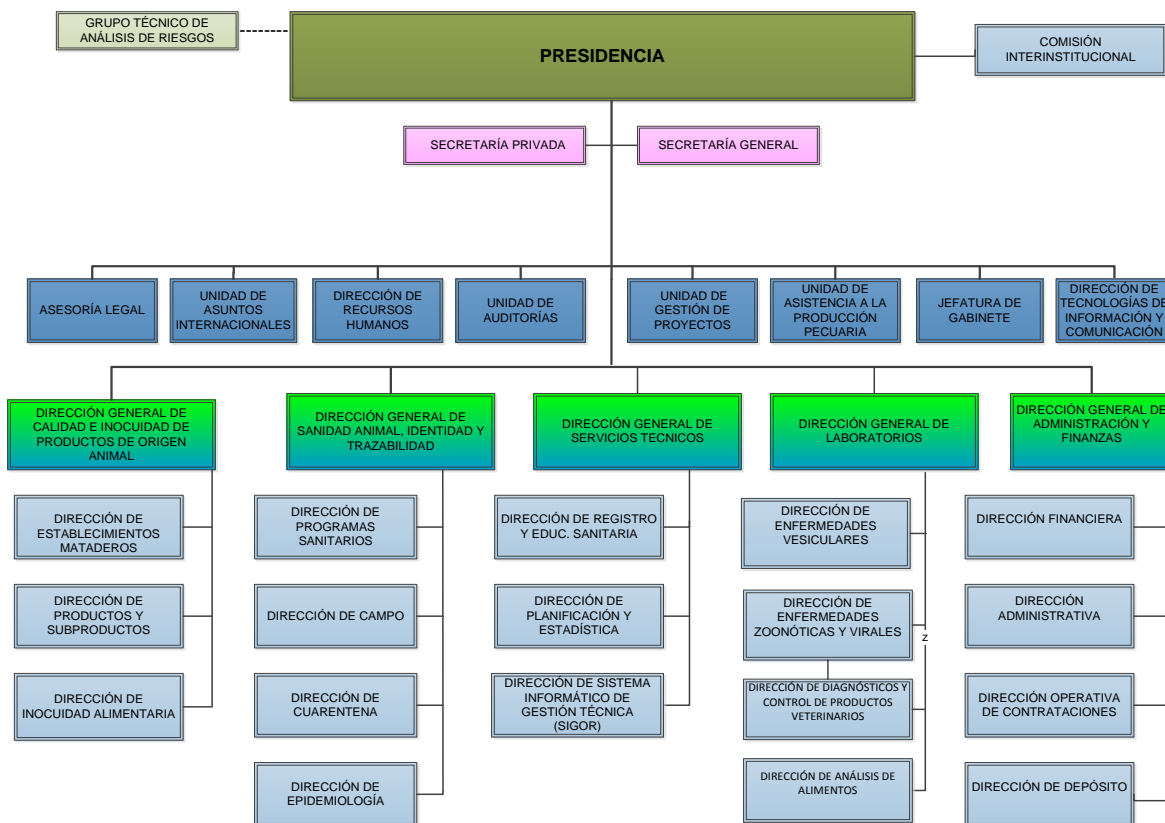 GRUPO TÉCNICO DE
ANÁLISIS DE RIESGOS
PRESIDENCIA
COMISIÓN
INTERINSTITUCIONAL
SECRETARÍA PRIVADA
SECRETARÍA GENERAL
ASESORÍA LEGAL
UNIDAD DE
ASUNTOS
INTERNACIONALES
DIRECCIÓN DE
RECURSOS
HUMANOS
UNIDAD DE
AUDITORÍAS
UNIDAD DE
GESTIÓN DE
PROYECTOS
UNIDAD DE
ASISTENCIA A LA
PRODUCCIÓN
PECUARIA
JEFATURA DE
GABINETE
DIRECCIÓN DE
TECNOLOGÍAS DE
INFORMACIÓN Y
COMUNICACIÓN
DIRECCIÓN GENERAL DE
CALIDAD E INOCUIDAD DE
PRODUCTOS DE ORIGEN
ANIMAL
DIRECCIÓN GENERAL DE
SANIDAD ANIMAL, IDENTIDAD Y
TRAZABILIDAD
DIRECCIÓN GENERAL DE
SERVICIOS TECNICOS
DIRECCIÓN GENERAL DE
LABORATORIOS
DIRECCIÓN GENERAL DE
ADMINISTRACIÓN Y
FINANZAS
DIRECCIÓN DE
ESTABLECIMIENTOS
MATADEROS
DIRECCIÓN DE
PROGRAMAS
SANITARIOS
DIRECCIÓN DE REGISTRO
Y EDUC. SANITARIA
DIRECCIÓN DE
ENFERMEDADES
VESICULARES
DIRECCIÓN FINANCIERA
DIRECCIÓN DE
PRODUCTOS Y
SUBPRODUCTOS
DIRECCIÓN DE CAMPO
DIRECCIÓN DE
PLANIFICACIÓN Y
ESTADÍSTICA
DIRECCIÓN DE
ENFERMEDADES
ZOONÓTICAS Y VIRALES
z
DIRECCIÓN
ADMINISTRATIVA
DIRECCIÓN DE
INOCUIDAD ALIMENTARIA
DIRECCIÓN DE
CUARENTENA
DIRECCIÓN DE SISTEMA
INFORMÁTICO DE
GESTIÓN TÉCNICA
(SIGOR)
DIRECCIÓN DE DIAGNÓSTICOS Y
CONTROL DE PRODUCTOS
VETERINARIOS
DIRECCIÓN OPERATIVA
DE CONTRATACIONES
DIRECCIÓN DE
EPIDEMIOLOGÍA
DIRECCIÓN DE ANÁLISIS DE
ALIMENTOS
DIRECCIÓN DE DEPÓSITO